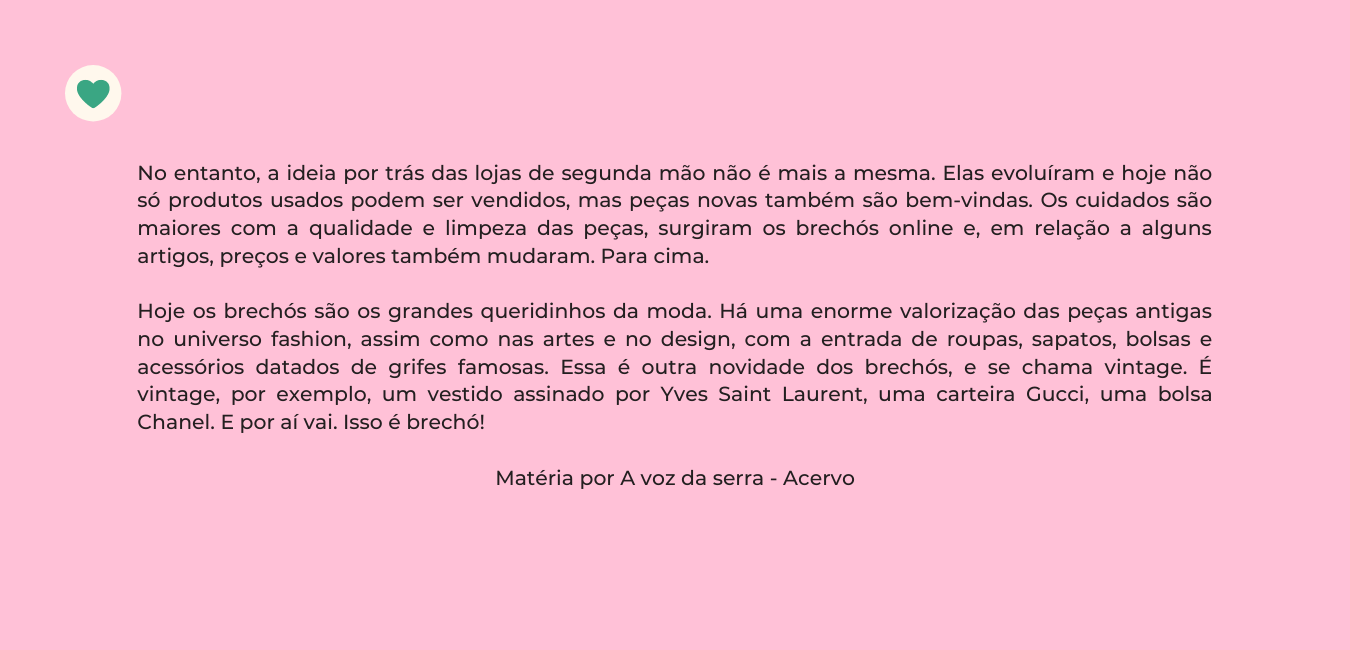 No entanto, a ideia por trás das lojas de segunda mão não é mais a mesma. Elas evoluíram e hoje não
só produtos usados podem ser vendidos, mas peças novas também são bem-vindas. Os cuidados são
maiores com a qualidade e limpeza das peças, surgiram os brechós online e, em relação a alguns
artigos, preços e valores também mudaram. Para cima.
Hoje os brechós são os grandes queridinhos da moda. Há uma enorme valorização das peças antigas
no universo fashion, assim como nas artes e no design, com a entrada de roupas, sapatos, bolsas e
acessórios datados de grifes famosas. Essa é outra novidade dos brechós, e se chama vintage. É
vintage, por exemplo, um vestido assinado por Yves Saint Laurent, uma carteira Gucci, uma bolsa
Chanel. E por aí vai. Isso é brechó!
Matéria por A voz da serra - Acervo